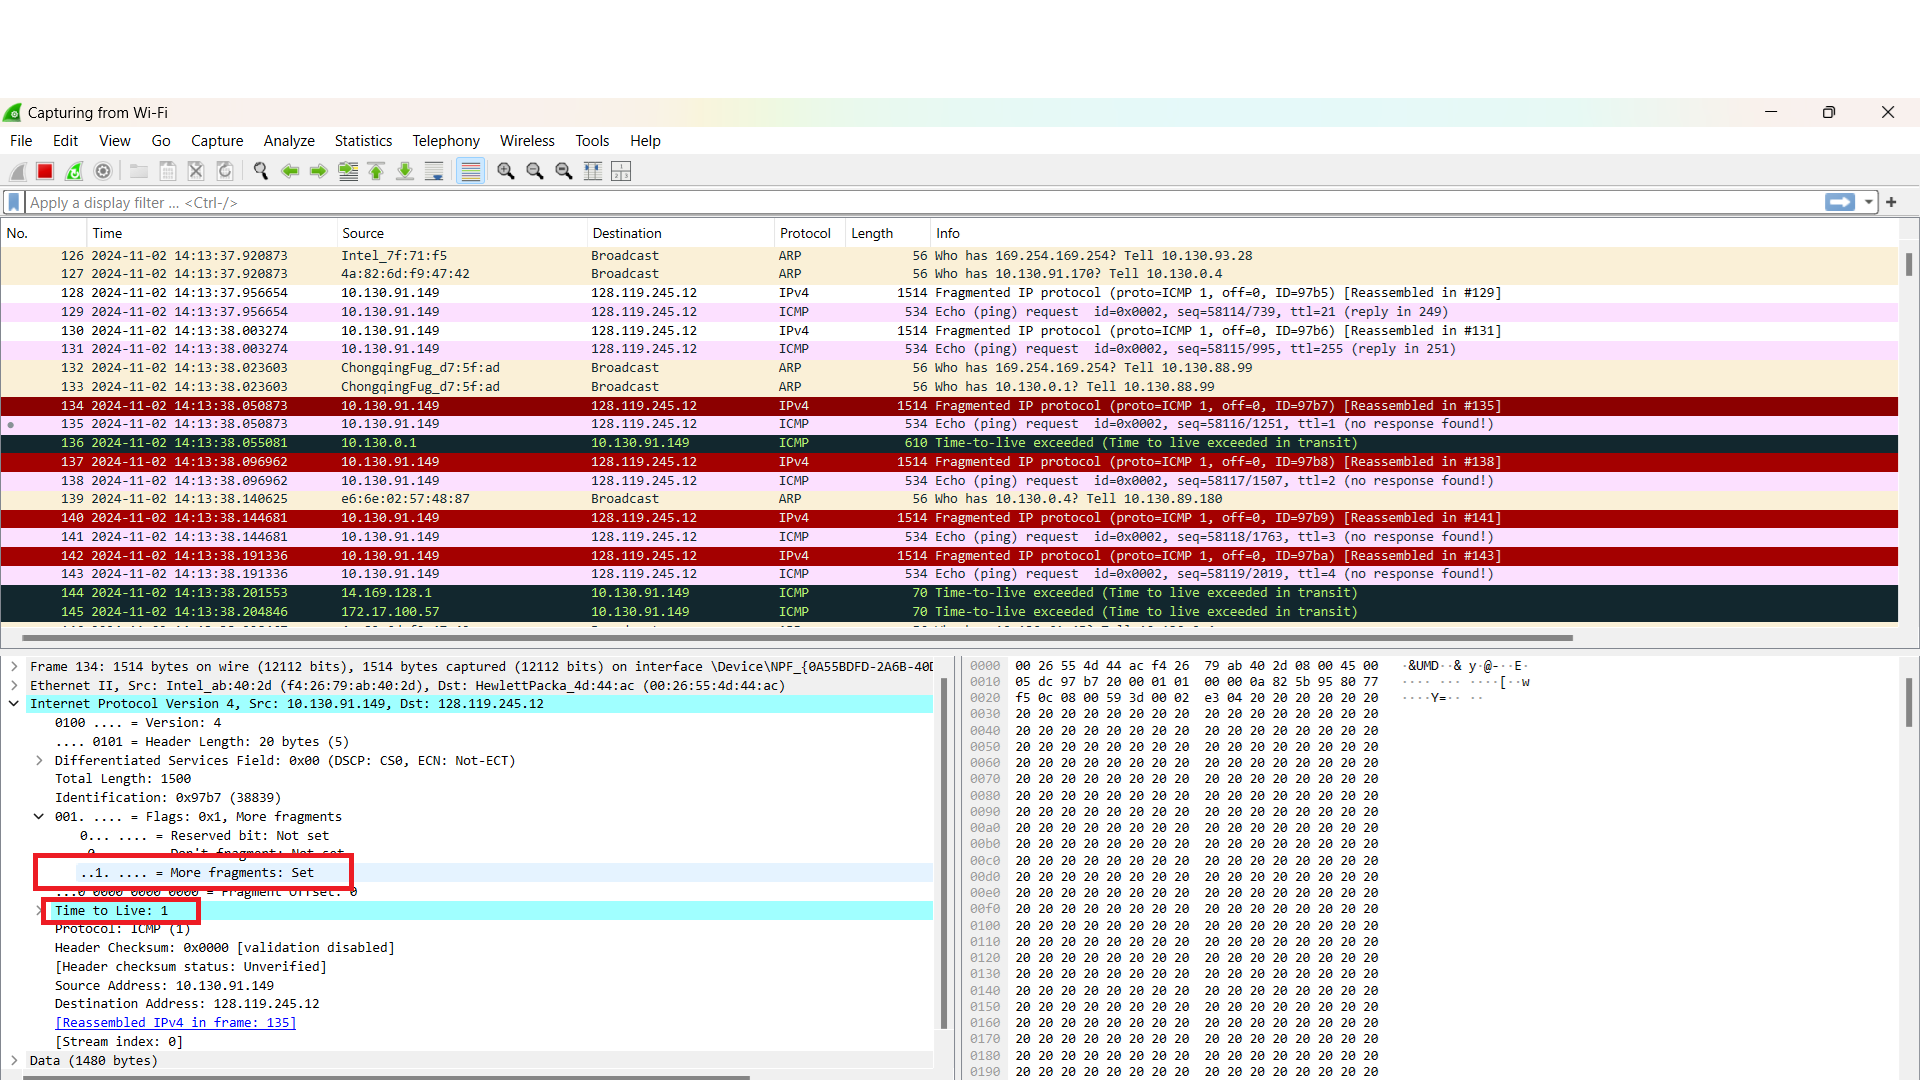 Capturing from Wi-Fi
File Edit View Go Capture Analyze Statistics Telephony Wireless Tools Help
Apply a display filter ... <Ctrl-/>
No. Time Source Destination Protocol Length Info
126 2024-11-02 14:13:37.920873 Intel_7f:71:f5 Broadcast ARP 56 Who has 169.254.169.254? Tell 10.130.93.28
127 2024-11-02 14:13:37.920873 4a:82:6d:f9:47:42 Broadcast ARP 56 Who has 10.130.91.170? Tell 10.130.0.4
128 2024-11-02 14:13:37.956654 10.130.91.149 128.119.245.12 IPv4 1514 Fragmented IP protocol (proto=ICMP 1, off=0, ID=97b5) [Reassembled in #129]
129 2024-11-02 14:13:37.956654 10.130.91.149 128.119.245.12 ICMP 534 Echo (ping) request id=0x0002, seq=58114/739, ttl=21 (reply in 249)
130 2024-11-02 14:13:38.003274 10.130.91.149 128.119.245.12 IPv4 1514 Fragmented IP protocol (proto=ICMP 1, off=0, ID=97b6) [Reassembled in #131]
131 2024-11-02 14:13:38.003274 10.130.91.149 128.119.245.12 ICMP 534 Echo (ping) request id=0x0002, seq=58115/995, ttl=255 (reply in 251)
132 2024-11-02 14:13:38.023603 ChongqingFug_d7:5f:ad Broadcast ARP 56 Who has 169.254.169.254? Tell 10.130.88.99
133 2024-11-02 14:13:38.023603 ChongqingFug_d7:5f:ad Broadcast ARP 56 Who has 10.130.0.1? Tell 10.130.88.99
134 2024-11-02 14:13:38.050873 10.130.91.149 128.119.245.12 IPv4 1514 Fragmented IP protocol (proto=ICMP 1, off=0, ID=97b7) [Reassembled in #135]
135 2024-11-02 14:13:38.050873 10.130.91.149 128.119.245.12 ICMP 534 Echo (ping) request id=0x0002, seq=58116/1251, ttl=1 (no response found!)
136 2024-11-02 14:13:38.055081 10.130.0.1 10.130.91.149 ICMP 610 Time-to-live exceeded (Time to live exceeded in transit)
137 2024-11-02 14:13:38.096962 10.130.91.149 128.119.245.12 IPv4 1514 Fragmented IP protocol (proto=ICMP 1, off=0, ID=97b8) [Reassembled in #138]
138 2024-11-02 14:13:38.096962 10.130.91.149 128.119.245.12 ICMP 534 Echo (ping) request id=0x0002, seq=58117/1507, ttl=2 (no response found!)
139 2024-11-02 14:13:38.140625 e6:6e:02:57:48:87 Broadcast ARP 56 Who has 10.130.0.4? Tell 10.130.89.180
140 2024-11-02 14:13:38.144681 10.130.91.149 128.119.245.12 IPv4 1514 Fragmented IP protocol (proto=ICMP 1, off=0, ID=97b9) [Reassembled in #141]
141 2024-11-02 14:13:38.144681 10.130.91.149 128.119.245.12 ICMP 534 Echo (ping) request id=0x0002, seq=58118/1763, ttl=3 (no response found!)
142 2024-11-02 14:13:38.191336 10.130.91.149 128.119.245.12 IPv4 1514 Fragmented IP protocol (proto=ICMP 1, off=0, ID=97ba) [Reassembled in #143]
143 2024-11-02 14:13:38.191336 10.130.91.149 128.119.245.12 ICMP 534 Echo (ping) request id=0x0002, seq=58119/2019, ttl=4 (no response found!)
144 2024-11-02 14:13:38.201553 14.169.128.1 10.130.91.149 ICMP 70 Time-to-live exceeded (Time to live exceeded in transit)
145 2024-11-02 14:13:38.204846 172.17.100.57 10.130.91.149 ICMP 70 Time-to-live exceeded (Time to live exceeded in transit)
Frame 134: 1514 bytes on wire (12112 bits), 1514 bytes captured (12112 bits) on interface \Device\NPF_{0A55BDFD-2A6B-40D
Ethernet II, Src: Intel_ab:40:2d (f4:26:79:ab:40:2d), Dst: HewlettPacka_4d:44:ac (00:26:55:4d:44:ac)
Internet Protocol Version 4, Src: 10.130.91.149, Dst: 128.119.245.12
0100 .... = Version: 4
.... 0101 = Header Length: 20 bytes (5)
Differentiated Services Field: 0x00 (DSCP: CS0, ECN: Not-ECT)
Total Length: 1500
Identification: 0x97b7 (38839)
001. .... = Flags: 0x1, More fragments
0... .... = Reserved bit: Not set
.0.. .... = Don't fragment: Not set
..1. .... = More fragments: Set
...0 0000 0000 0000 = Fragment Offset: 0
Time to Live: 1
Protocol: ICMP (1)
Header Checksum: 0x0000 [validation disabled]
[Header checksum status: Unverified]
Source Address: 10.130.91.149
Destination Address: 128.119.245.12
[Reassembled IPv4 in frame: 135]
[Stream index: 0]
Data (1480 bytes)
0000 00 26 55 4d 44 ac f4 26 79 ab 40 2d 08 00 45 00 ·&UMD··& y·@-··E·
0010 05 dc 97 b7 20 00 01 01 00 00 0a 82 5b 95 80 77 ···· ··· ····[··w
0020 f5 0c 08 00 59 3d 00 02 e3 04 20 20 20 20 20 20 ····Y=·· ··
0030 20 20 20 20 20 20 20 20 20 20 20 20 20 20 20 20
0040 20 20 20 20 20 20 20 20 20 20 20 20 20 20 20 20
0050 20 20 20 20 20 20 20 20 20 20 20 20 20 20 20 20
0060 20 20 20 20 20 20 20 20 20 20 20 20 20 20 20 20
0070 20 20 20 20 20 20 20 20 20 20 20 20 20 20 20 20
0080 20 20 20 20 20 20 20 20 20 20 20 20 20 20 20 20
0090 20 20 20 20 20 20 20 20 20 20 20 20 20 20 20 20
00a0 20 20 20 20 20 20 20 20 20 20 20 20 20 20 20 20
00b0 20 20 20 20 20 20 20 20 20 20 20 20 20 20 20 20
00c0 20 20 20 20 20 20 20 20 20 20 20 20 20 20 20 20
00d0 20 20 20 20 20 20 20 20 20 20 20 20 20 20 20 20
00e0 20 20 20 20 20 20 20 20 20 20 20 20 20 20 20 20
00f0 20 20 20 20 20 20 20 20 20 20 20 20 20 20 20 20
0100 20 20 20 20 20 20 20 20 20 20 20 20 20 20 20 20
0110 20 20 20 20 20 20 20 20 20 20 20 20 20 20 20 20
0120 20 20 20 20 20 20 20 20 20 20 20 20 20 20 20 20
0130 20 20 20 20 20 20 20 20 20 20 20 20 20 20 20 20
0140 20 20 20 20 20 20 20 20 20 20 20 20 20 20 20 20
0150 20 20 20 20 20 20 20 20 20 20 20 20 20 20 20 20
0160 20 20 20 20 20 20 20 20 20 20 20 20 20 20 20 20
0170 20 20 20 20 20 20 20 20 20 20 20 20 20 20 20 20
0180 20 20 20 20 20 20 20 20 20 20 20 20 20 20 20 20
0190 20 20 20 20 20 20 20 20 20 20 20 20 20 20 20 20